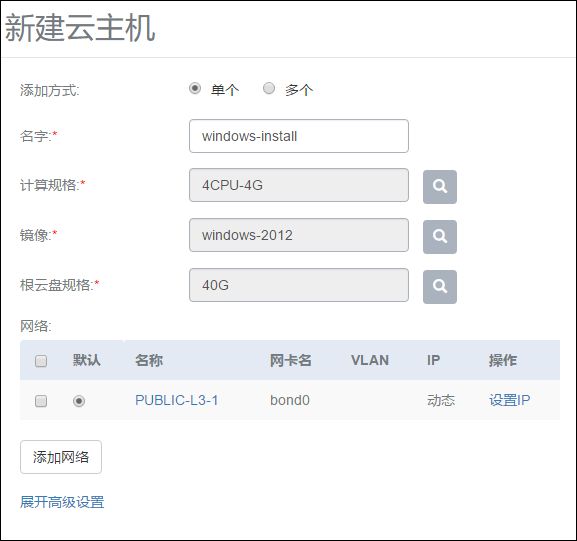 新建云主机
添加方式: 单个 多个
名字:* windows-install
计算规格:* 4CPU-4G
镜像:* windows-2012
根云盘规格:* 40G
网络:
默认 名称 网卡名 VLAN IP 操作
PUBLIC-L3-1 bond0 动态 设置IP
添加网络
展开高级设置